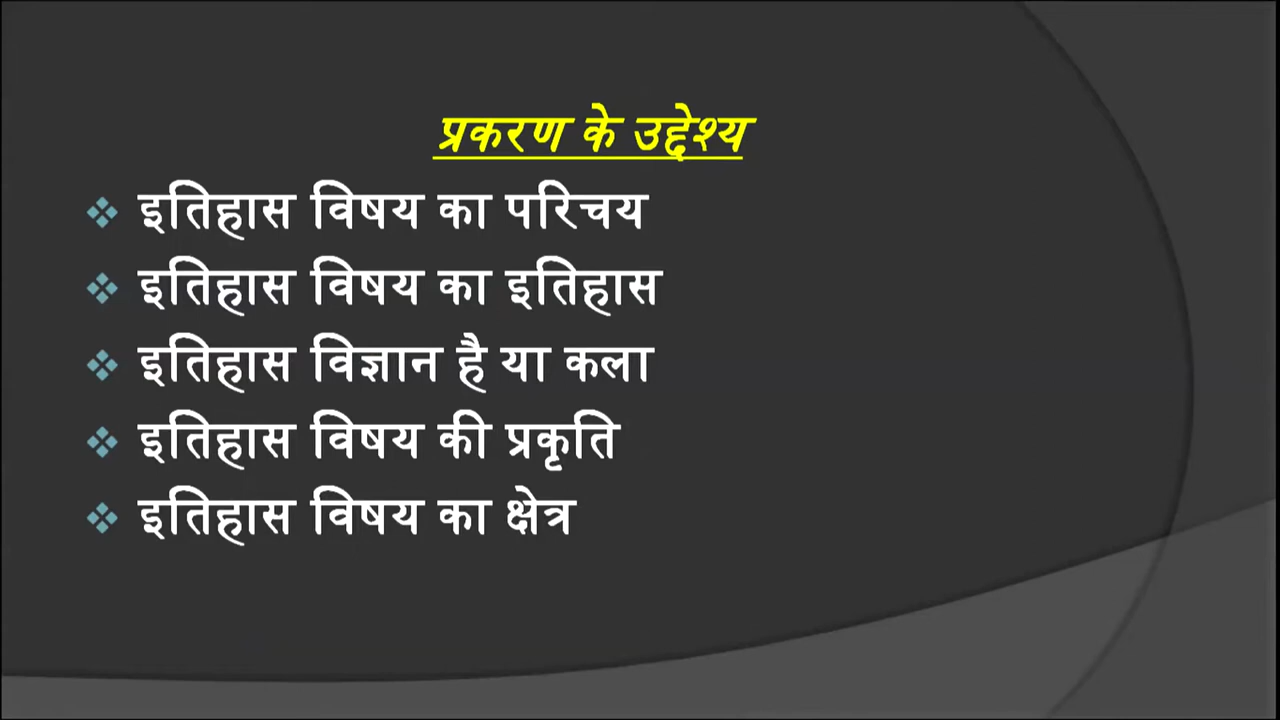 प्रकरण के उद्देश्य
इतिहास विषय का परिचय
इतिहास विषय का इतिहास
इतिहास विज्ञान है या कला
इतिहास विषय की प्रकृति
इतिहास विषय का क्षेत्र